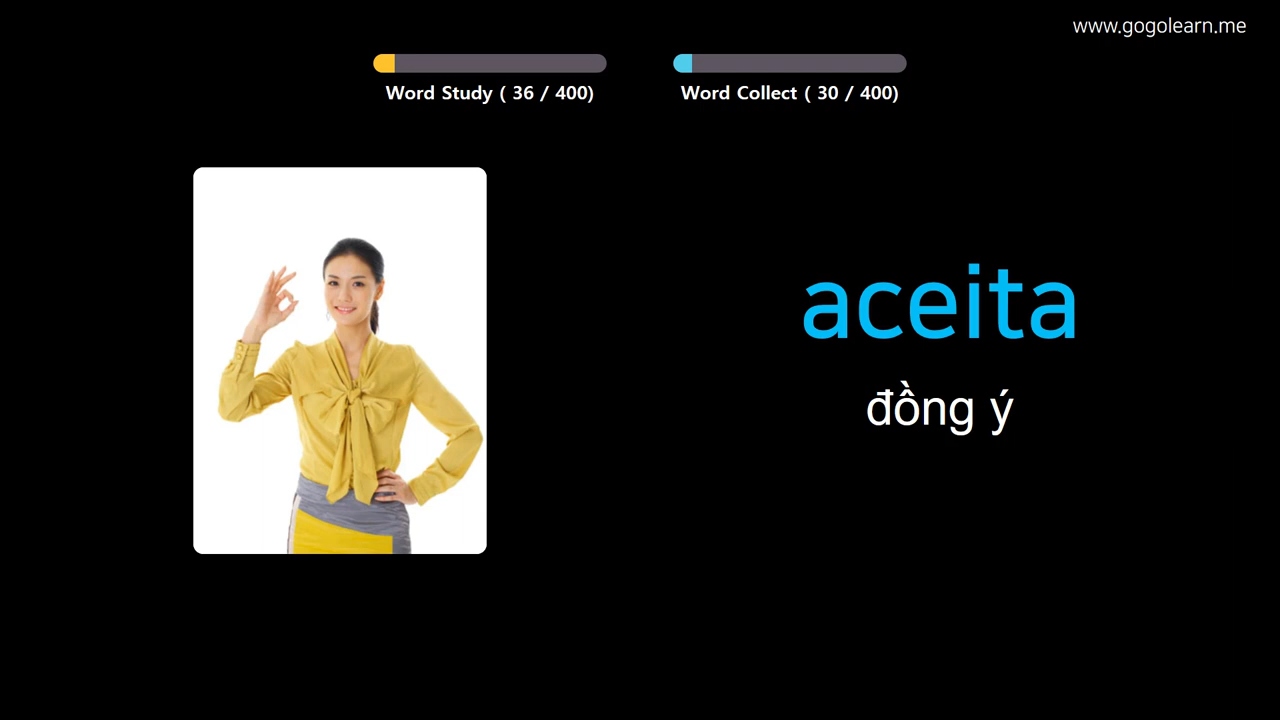 www.gogolearn.me
Word Study ( 36 / 400)
Word Collect ( 30 / 400)
aceita
đồng ý